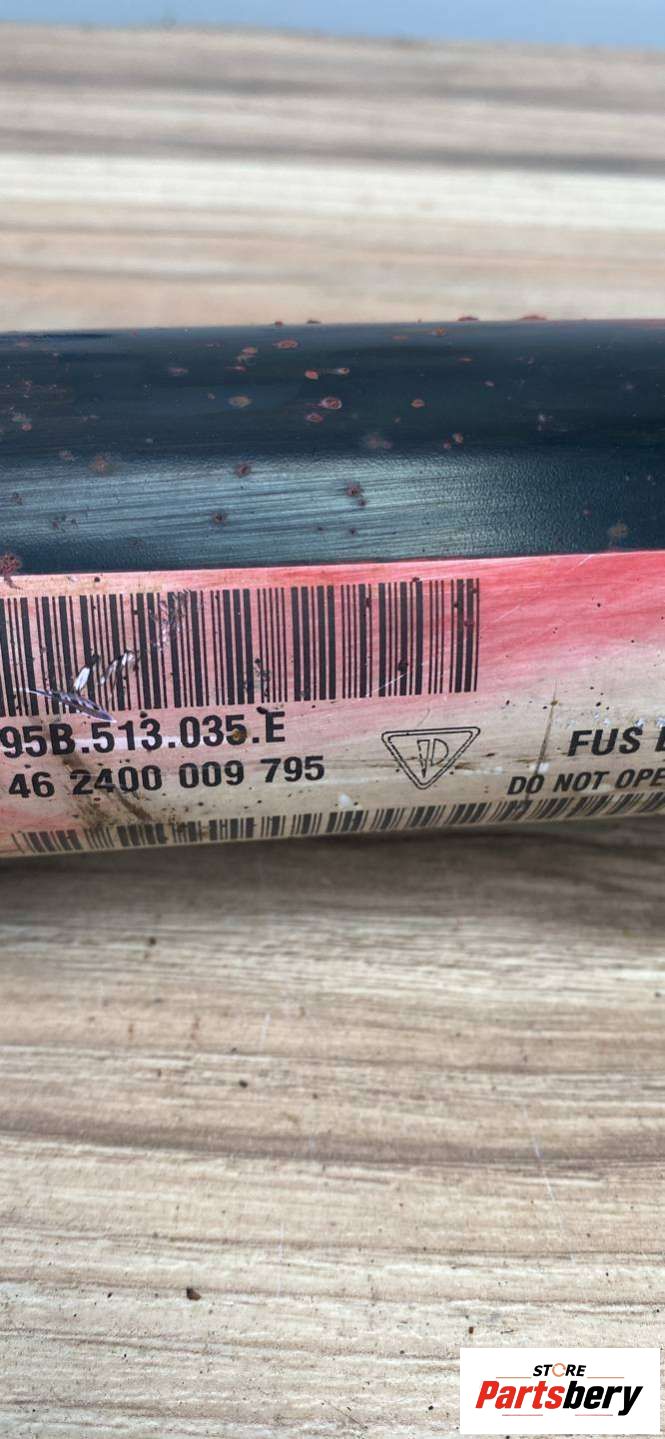 95B.513.035.E
46 2400 009 795
FUS
DO NOT OPE
STORE
Partsbery